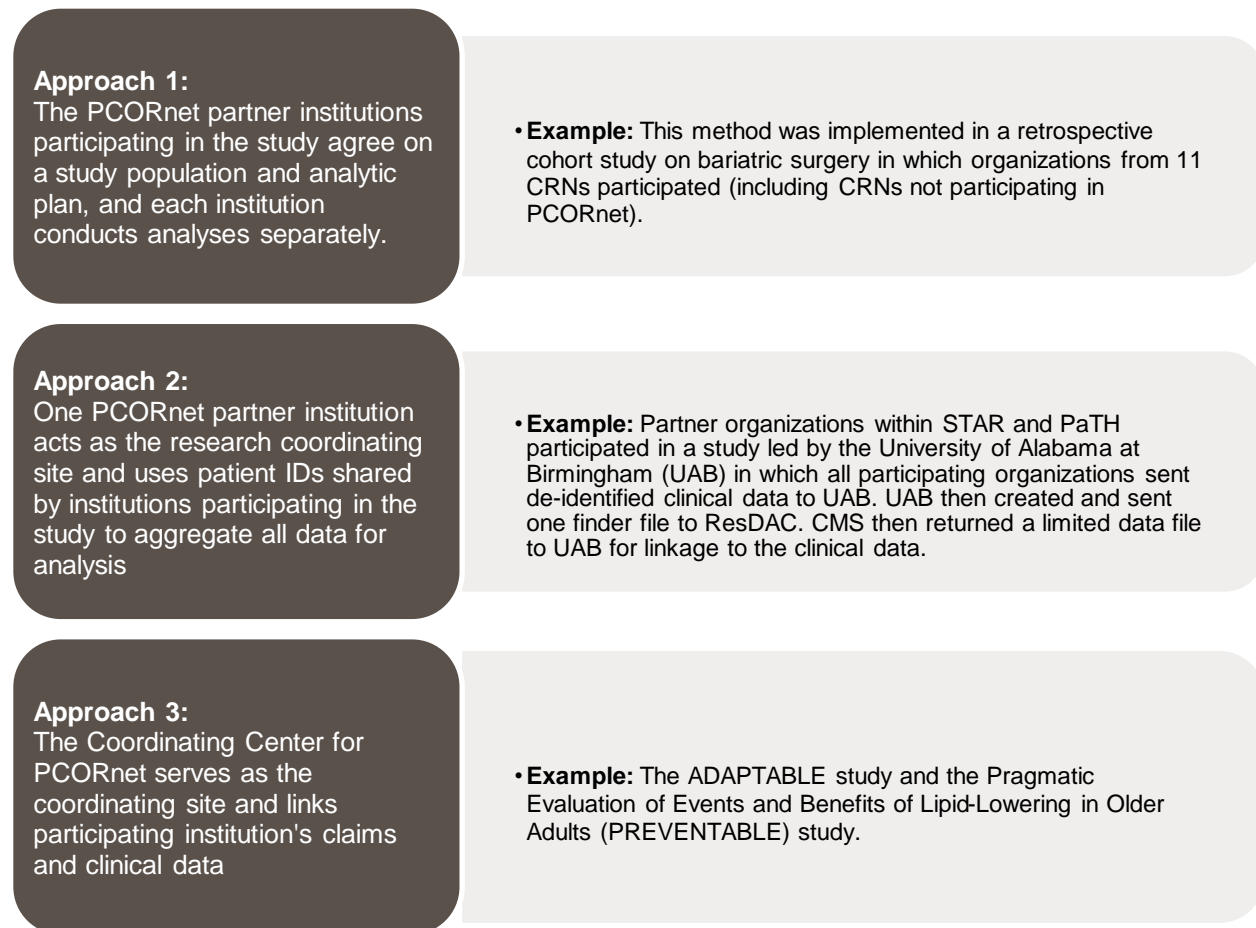 Approach 1:
The PCORnet partner institutions
participating in the study agree on
a study population and analytic
plan, and each institution
conducts analyses separately.
•Example: This method was implemented in a retrospective
cohort study on bariatric surgery in which organizations from 11
CRNs participated (including CRNs not participating in
PCORnet).
Approach 2:
One PCORnet partner institution
acts as the research coordinating
site and uses patient IDs shared
by institutions participating in the
study to aggregate all data for
analysis
•Example: Partner organizations within STAR and PaTH
participated in a study led by the University of Alabama at
Birmingham (UAB) in which all participating organizations sent
de-identified clinical data to UAB. UAB then created and sent
one finder file to ResDAC. CMS then returned a limited data file
to UAB for linkage to the clinical data.
Approach 3:
The Coordinating Center for
PCORnet serves as the
coordinating site and links
participating institution's claims
and clinical data
•Example: The ADAPTABLE study and the Pragmatic
Evaluation of Events and Benefits of Lipid-Lowering in Older
Adults (PREVENTABLE) study.